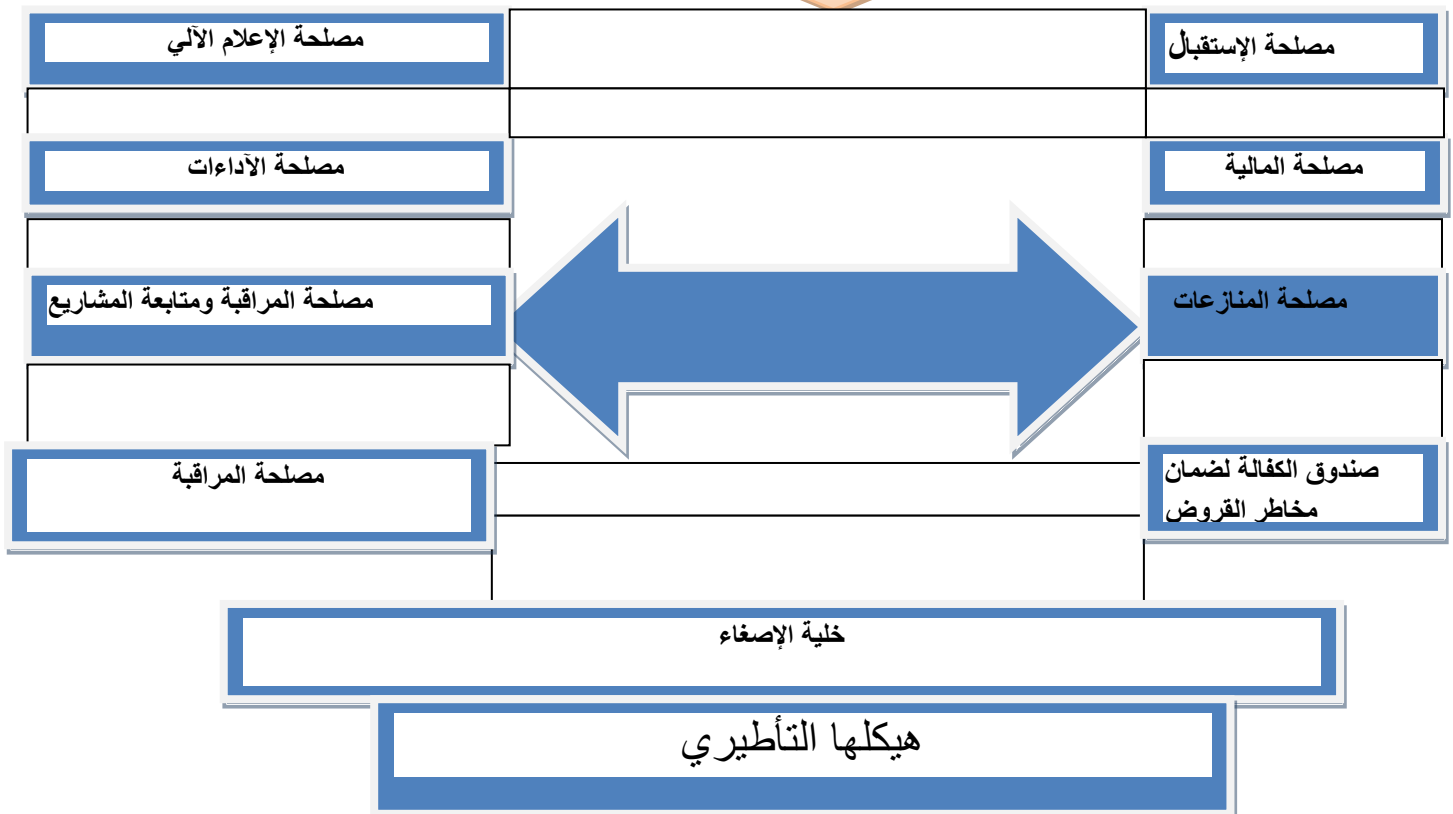 مصلحة الإستقبال
مصلحة الإعلام الآلي
مصلحة المالية
مصلحة الآداءات
مصلحة المنازعات
مصلحة المراقبة ومتابعة المشاريع
صندوق الكفالة لضمان
مخاطر القروض
مصلحة المراقبة
خلية الإصغاء
هيكلها التأطيري